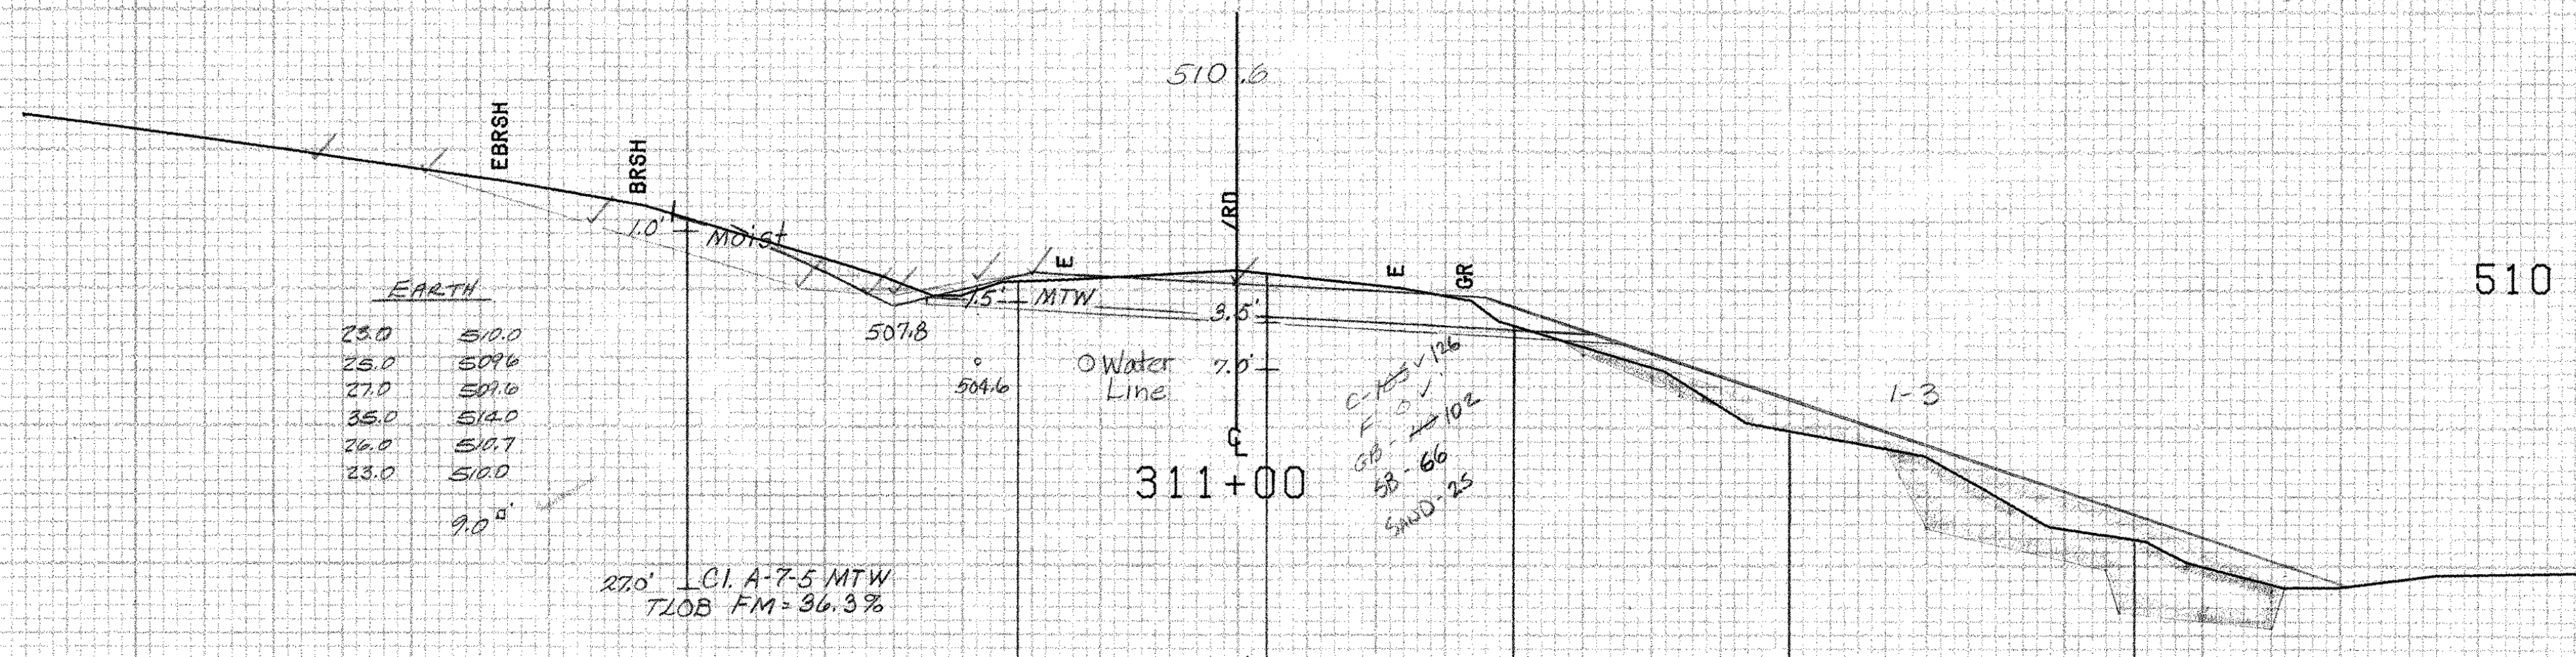 510.6
EBRSH
BRSH
/RD
1.0' Moist
E
E
GR
510
EARTH
1.5' MTW
3.5'
23.0 510.0
25.0 509.6
27.0 509.6
35.0 514.0
26.0 510.7
23.0 510.0
9.0
507.8
504.6
Water
Line
7.0'
C-103 ✓ 126
F 0 ✓
GB - 102
SB - 66
SAND - 25
1-3
CL
311+00
27.0' Cl. A-7-5 MTW
TLOB FM = 36.3%